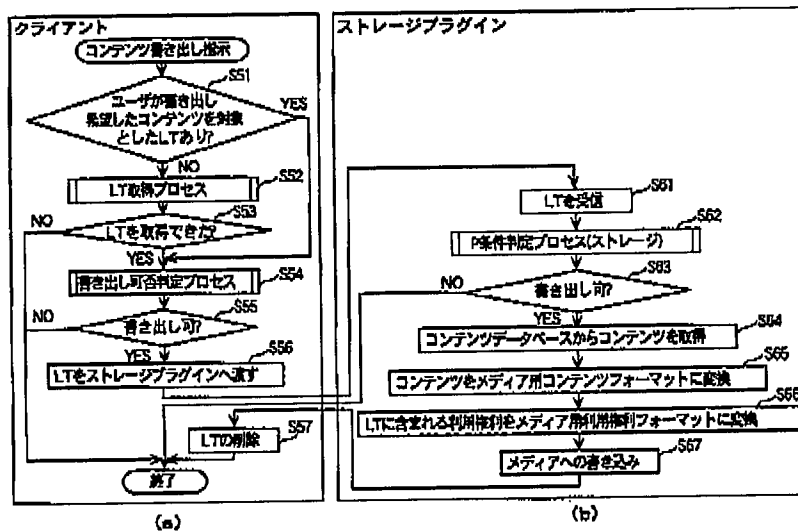 クライアント
コンテンツ書き出し指示
S51
ユーザが書き出し
希望したコンテンツを対象
としたLTあり?
YES
NO
S52
LT取得プロセス
S53
NO
LTを取得できた?
YES
S54
書き出し可否判定プロセス
S55
NO
書き出し可?
YES
S56
LTをストレージプラグインへ渡す
S57
LTの削除
終了
(a)
ストレージプラグイン
S61
LTを受信
S62
P条件判定プロセス(ストレージ)
S63
NO
書き出し可?
YES
S64
コンテンツデータベースからコンテンツを取得
S65
コンテンツをメディア用コンテンツフォーマットに変換
S66
LTに含まれる利用権利をメディア用利用権利フォーマットに変換
S67
メディアへの書き込み
(b)